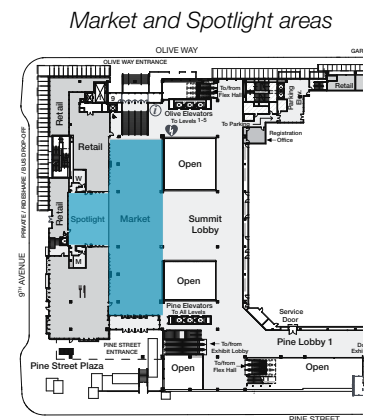 Market and Spotlight areas
OLIVE WAY
GAR
OLIVE WAY ENTRANCE
To/from
Flex Hall
Parking
Elev.
Retail
Retail
9
i
Olive Elevators
To Levels 1-5
To Parking
Registration
Office
Retail
Open
PRIVATE / RIDESHARE / BUS DROP-OFF
W
Retail
Spotlight
Market
Summit
Lobby
M
9TH AVENUE
Open
Pine Elevators
To All Levels
Service
Door
PINE STREET
ENTRANCE
To/from
Exhibit Lobby
Pine Lobby 1
Pine Street Plaza
Open
To/from
Flex Hall
Open
D
Exhi
PINE STREET